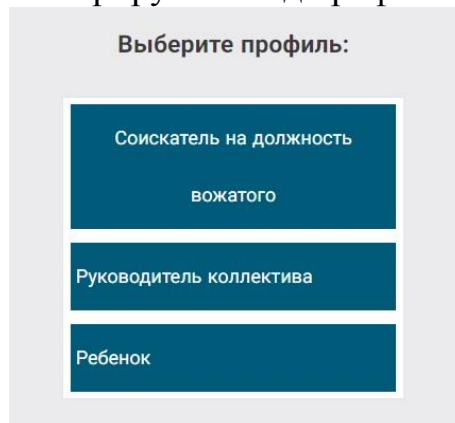 Выберите профиль:
Соискатель на должность
вожатого
Руководитель коллектива
Ребенок